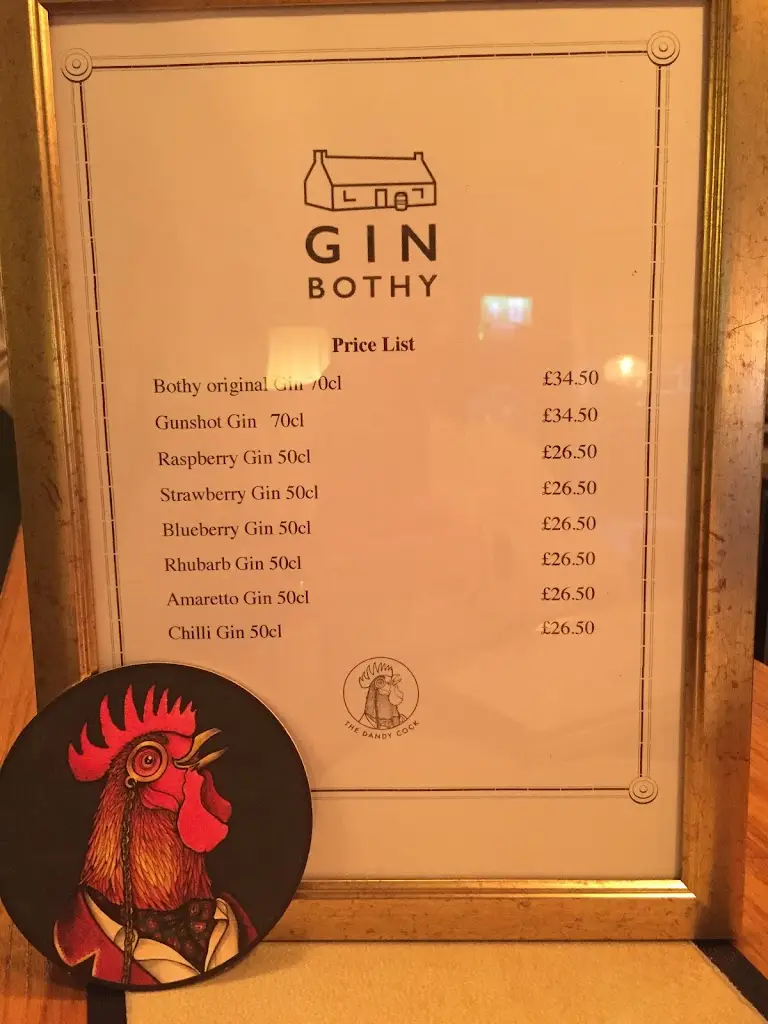 GIN
BOTHY
Price List
Bothy original Gin 70cl £34.50
Gunshot Gin 70cl £34.50
Raspberry Gin 50cl £26.50
Strawberry Gin 50cl £26.50
Blueberry Gin 50cl £26.50
Rhubarb Gin 50cl £26.50
Amaretto Gin 50cl £26.50
Chilli Gin 50cl £26.50
THE DANDY COCK